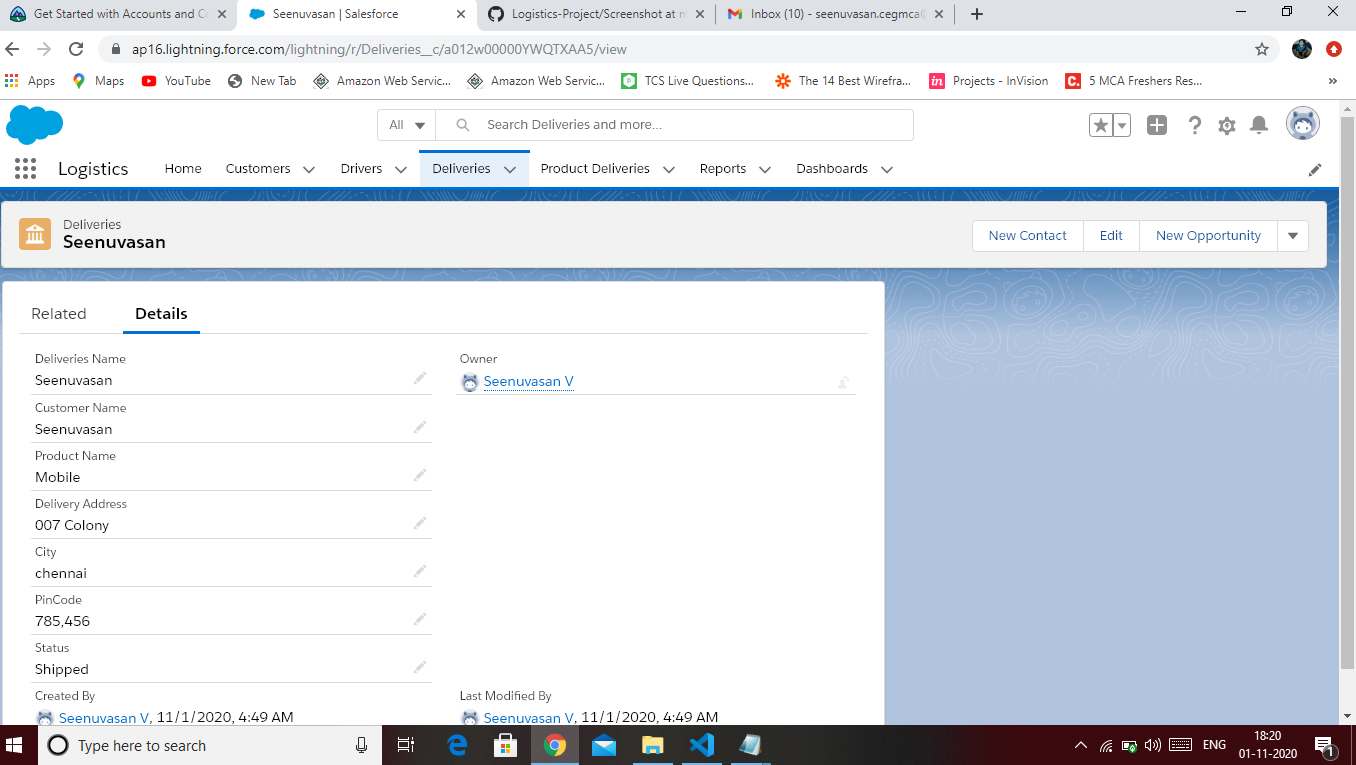 Get Started with Accounts and Co
Seenuvasan | Salesforce
Logistics-Project/Screenshot at m
Inbox (10) - seenuvasan.cegmca@
ap16.lightning.force.com/lightning/r/Deliveries__c/a012w00000YWQTXAA5/view
Apps
Maps
YouTube
New Tab
Amazon Web Servic...
Amazon Web Servic...
TCS Live Questions...
The 14 Best Wirefra...
in Projects - InVision
C. 5 MCA Freshers Res...
»
All
Search Deliveries and more...
Logistics
Home
Customers
Drivers
Deliveries
Product Deliveries
Reports
Dashboards
Deliveries
Seenuvasan
New Contact
Edit
New Opportunity
Related
Details
Deliveries Name
Seenuvasan
Owner
Seenuvasan V
Customer Name
Seenuvasan
Product Name
Mobile
Delivery Address
007 Colony
City
chennai
PinCode
785,456
Status
Shipped
Created By
Seenuvasan V, 11/1/2020, 4:49 AM
Last Modified By
Seenuvasan V, 11/1/2020, 4:49 AM
Type here to search
ENG
18:20
01-11-2020
1